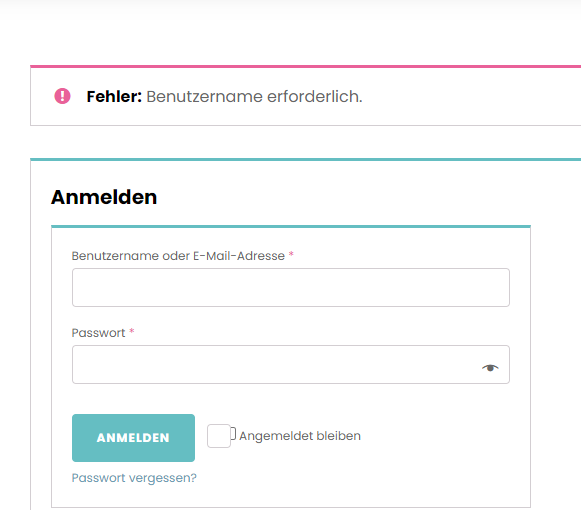 Fehler: Benutzername erforderlich.
Anmelden
Benutzername oder E-Mail-Adresse *
Passwort *
ANMELDEN Angemeldet bleiben
Passwort vergessen?